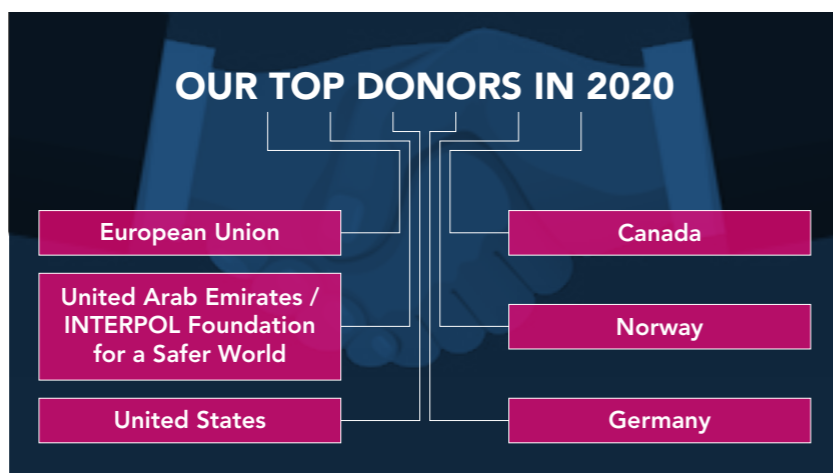 OUR TOP DONORS IN 2020
European Union
United Arab Emirates /
INTERPOL Foundation
for a Safer World
United States
Canada
Norway
Germany